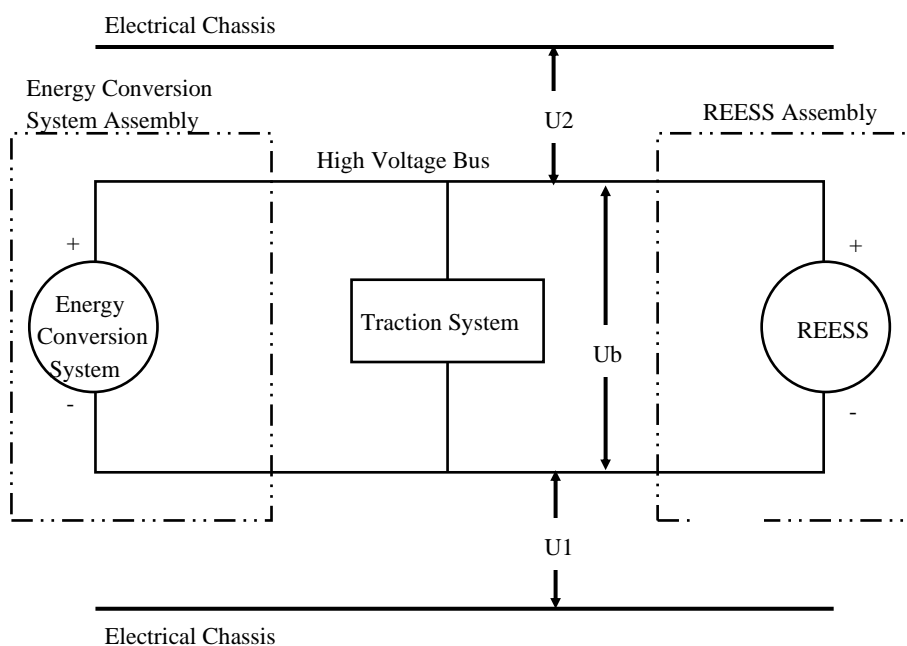 Electrical Chassis
Energy Conversion
System Assembly
U2
REESS Assembly
High Voltage Bus
+
+
Energy
Conversion
System
Traction System
Ub
REESS
-
-
U1
Electrical Chassis